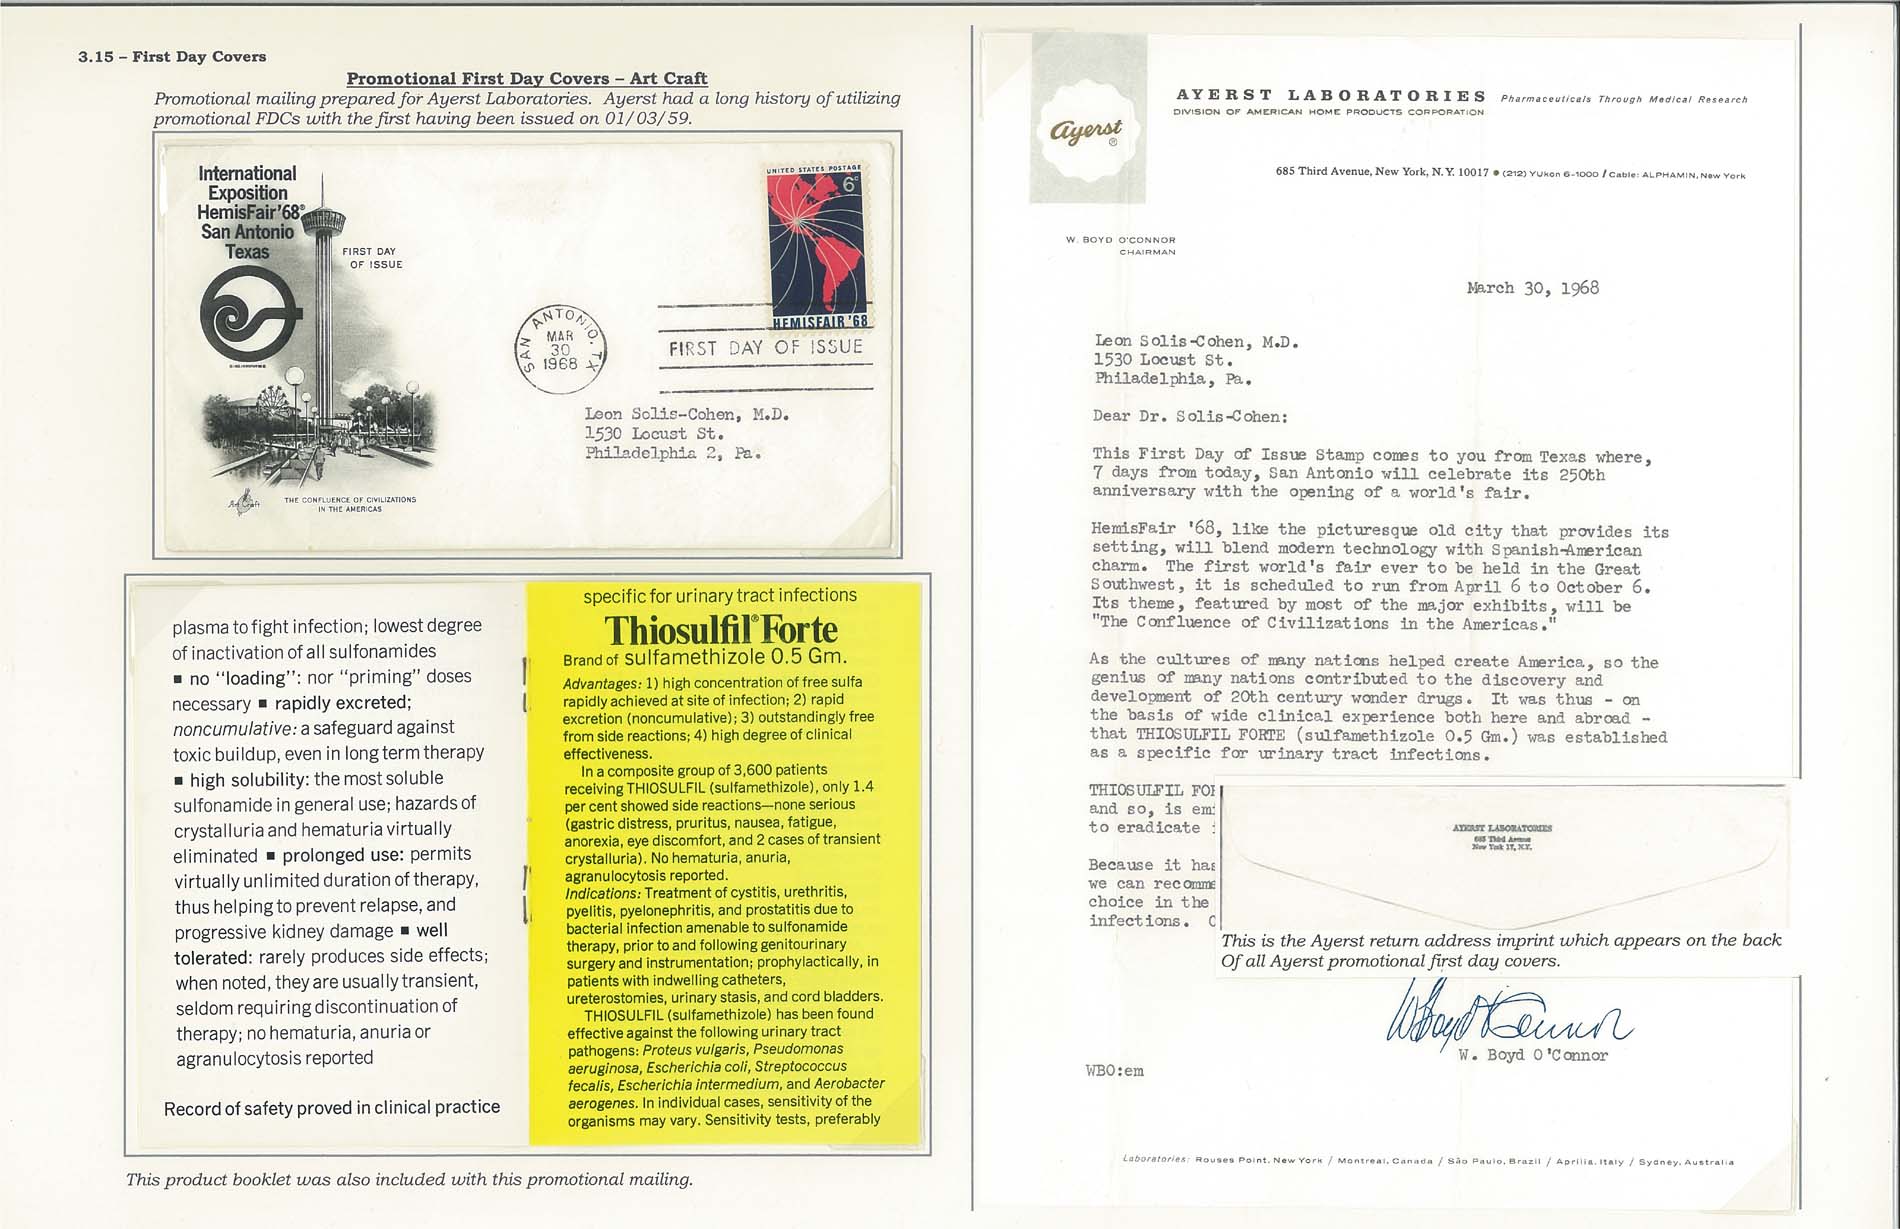 3.15 – First Day Covers
Promotional First Day Covers – Art Craft
Promotional mailing prepared for Ayerst Laboratories. Ayerst had a long history of utilizing
promotional FDCs with the first having been issued on 01/03/59.
International
Exposition
HemisFair'68®
San Antonio
Texas
FIRST DAY
OF ISSUE
UNITED STATES POSTAGE
6c
HEMISFAIR '68
SAN ANTONIO, TX
MAR
30
1968
FIRST DAY OF ISSUE
Leon Solis-Cohen, M.D.
1530 Locust St.
Philadelphia 2, Pa.
Art Craft
THE CONFLUENCE OF CIVILIZATIONS
IN THE AMERICAS
plasma to fight infection; lowest degree
of inactivation of all sulfonamides
■ no “loading”: nor “priming” doses
necessary ■ rapidly excreted;
noncumulative: a safeguard against
toxic buildup, even in long term therapy
■ high solubility: the most soluble
sulfonamide in general use; hazards of
crystalluria and hematuria virtually
eliminated ■ prolonged use: permits
virtually unlimited duration of therapy,
thus helping to prevent relapse, and
progressive kidney damage ■ well
tolerated: rarely produces side effects;
when noted, they are usually transient,
seldom requiring discontinuation of
therapy; no hematuria, anuria or
agranulocytosis reported
Record of safety proved in clinical practice
specific for urinary tract infections
Thiosulfil® Forte
Brand of sulfamethizole 0.5 Gm.
Advantages: 1) high concentration of free sulfa
rapidly achieved at site of infection; 2) rapid
excretion (noncumulative); 3) outstandingly free
from side reactions; 4) high degree of clinical
effectiveness.
In a composite group of 3,600 patients
receiving THIOSULFIL (sulfamethizole), only 1.4
per cent showed side reactions—none serious
(gastric distress, pruritus, nausea, fatigue,
anorexia, eye discomfort, and 2 cases of transient
crystalluria). No hematuria, anuria,
agranulocytosis reported.
Indications: Treatment of cystitis, urethritis,
pyelitis, pyelonephritis, and prostatitis due to
bacterial infection amenable to sulfonamide
therapy, prior to and following genitourinary
surgery and instrumentation; prophylactically, in
patients with indwelling catheters,
ureterostomies, urinary stasis, and cord bladders.
THIOSULFIL (sulfamethizole) has been found
effective against the following urinary tract
pathogens: Proteus vulgaris, Pseudomonas
aeruginosa, Escherichia coli, Streptococcus
fecalis, Escherichia intermedium, and Aerobacter
aerogenes. In individual cases, sensitivity of the
organisms may vary. Sensitivity tests, preferably
This product booklet was also included with this promotional mailing.
Ayerst ®
AYERST LABORATORIES Pharmaceuticals Through Medical Research
DIVISION OF AMERICAN HOME PRODUCTS CORPORATION
685 Third Avenue, New York, N.Y. 10017 ● (212) YUkon 6-1000 / Cable: ALPHAMIN, New York
W. BOYD O'CONNOR
CHAIRMAN
March 30, 1968
Leon Solis-Cohen, M.D.
1530 Locust St.
Philadelphia, Pa.
Dear Dr. Solis-Cohen:
This First Day of Issue Stamp comes to you from Texas where,
7 days from today, San Antonio will celebrate its 250th
anniversary with the opening of a world's fair.
HemisFair '68, like the picturesque old city that provides its
setting, will blend modern technology with Spanish-American
charm. The first world's fair ever to be held in the Great
Southwest, it is scheduled to run from April 6 to October 6.
Its theme, featured by most of the major exhibits, will be
"The Confluence of Civilizations in the Americas."
As the cultures of many nations helped create America, so the
genius of many nations contributed to the discovery and
development of 20th century wonder drugs. It was thus - on
the basis of wide clinical experience both here and abroad -
that THIOSULFIL FORTE (sulfamethizole 0.5 Gm.) was established
as a specific for urinary tract infections.
THIOSULFIL FOR
and so, is em
to eradicate
Because it has
we can recomme
choice in the
infections.
AYERST LABORATORIES
685 Third Avenue
New York 17, N.Y.
This is the Ayerst return address imprint which appears on the back
Of all Ayerst promotional first day covers.
W Boyd O'Connor
W. Boyd O'Connor
WBO:em
Laboratories: Rouses Point, New York / Montreal, Canada / São Paulo, Brazil / Aprilia, Italy / Sydney, Australia